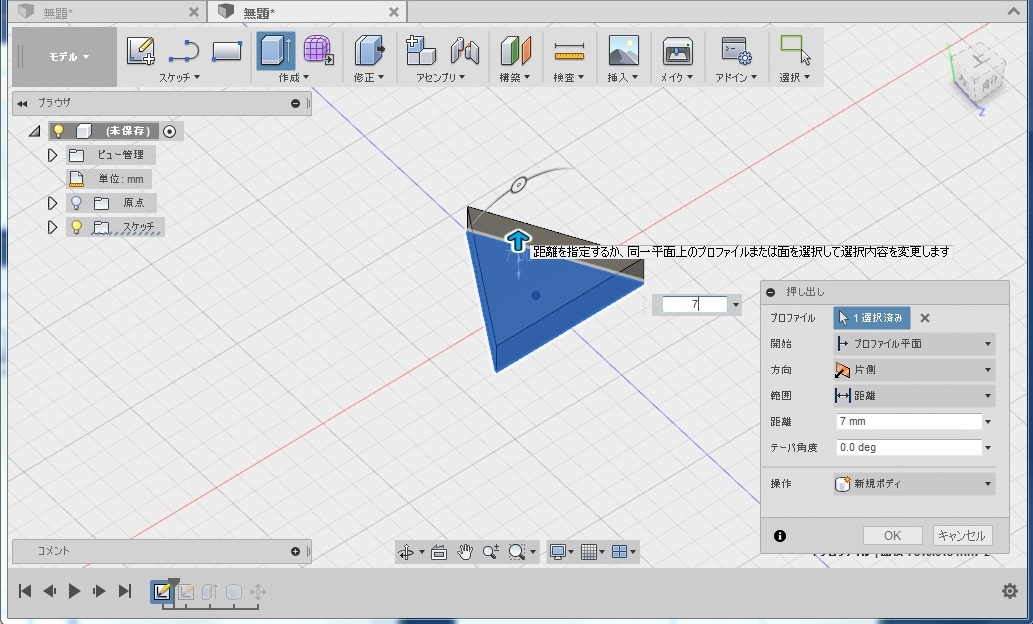 無題*
無題*
モデル
スケッチ
作成
修正
アセンブリ
構築
検査
挿入
メイク
アドイン
選択
ブラウザ
(未保存)
ビュー管理
単位: mm
原点
スケッチ
距離を指定するか、同一平面上のプロファイルまたは面を選択して選択内容を変更します
7
押し出し
プロファイル 1 選択済み
開始 プロファイル平面
方向 片側
範囲 距離
距離 7 mm
テーパ角度 0.0 deg
操作 新規ボディ
OK キャンセル
コメント
Z